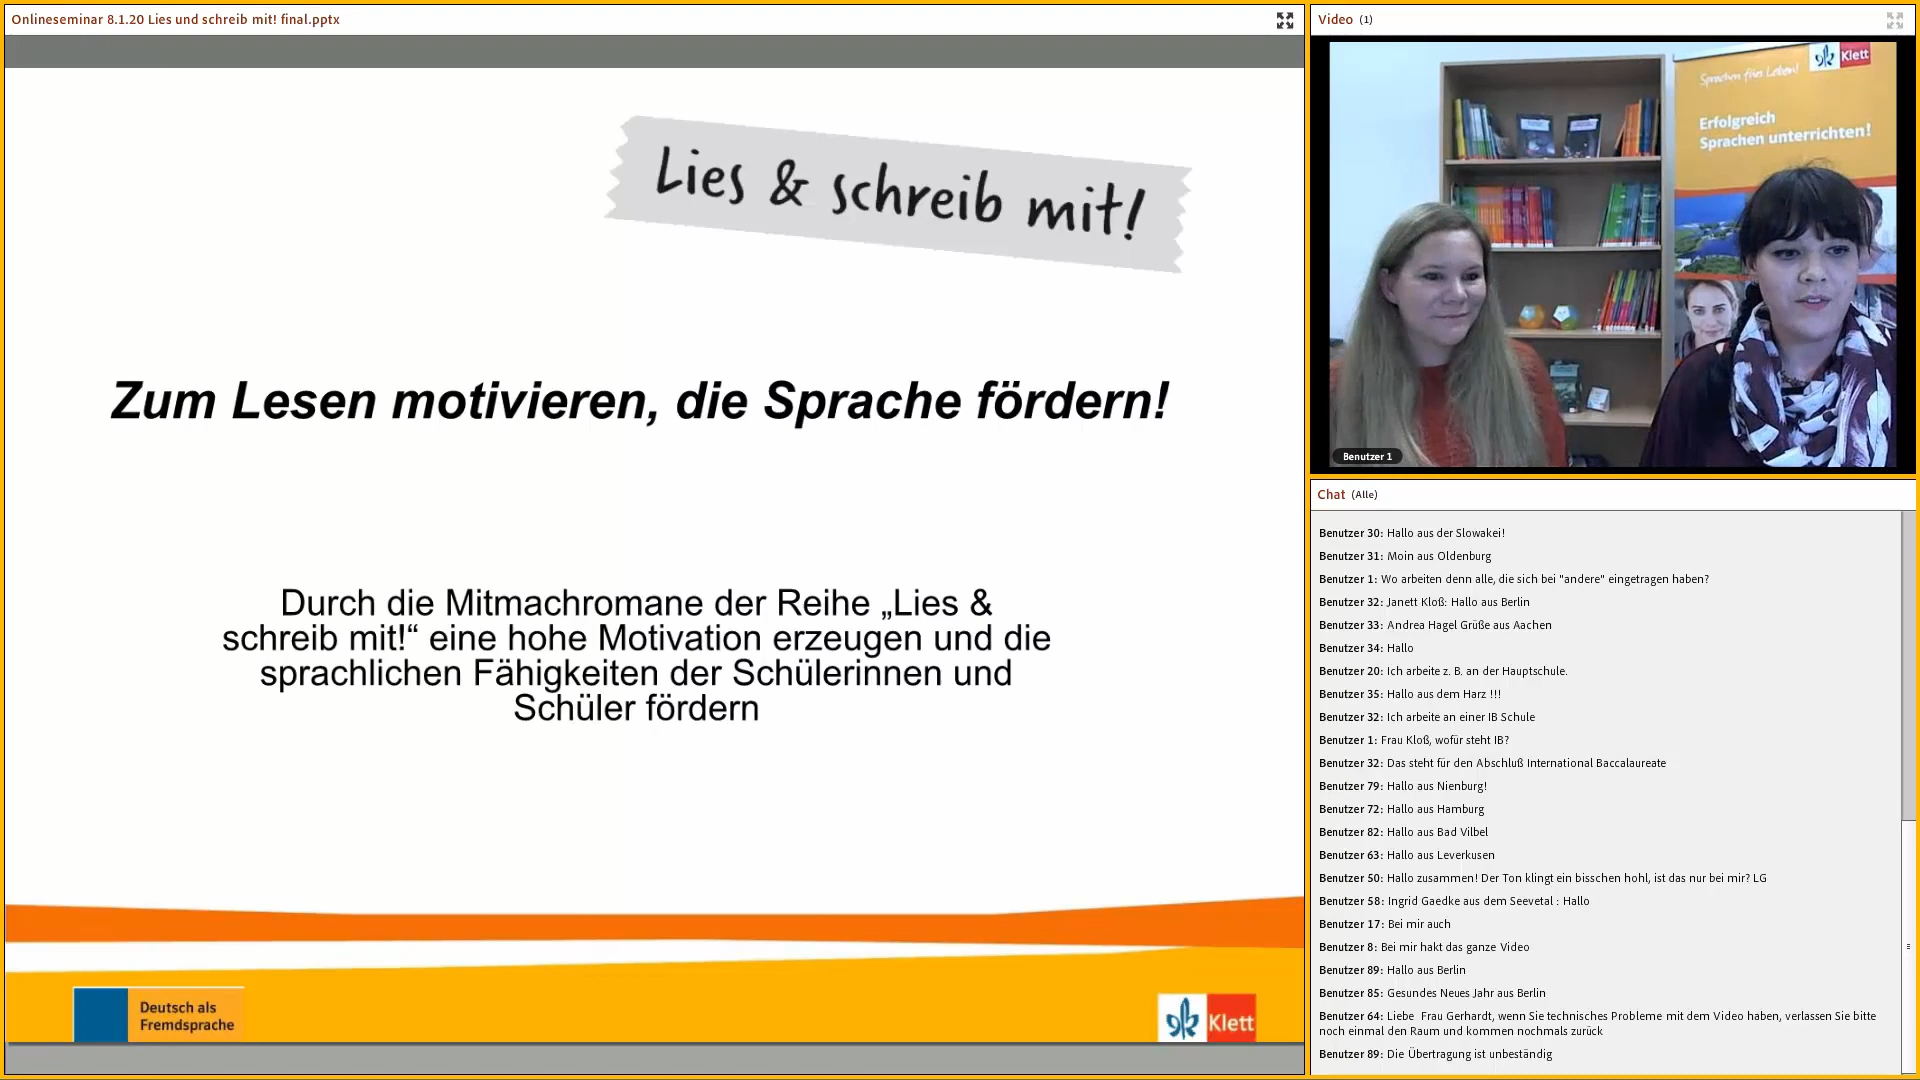 Onlineseminar 8.1.20 Lies und schreib mit! final.pptx
Lies & schreib mit!
Zum Lesen motivieren, die Sprache fördern!
Durch die Mitmachromane der Reihe „Lies &
schreib mit!“ eine hohe Motivation erzeugen und die
sprachlichen Fähigkeiten der Schülerinnen und
Schüler fördern
Deutsch als
Fremdsprache
Klett
Video (1)
Sprachen fürs Leben!
Klett
Erfolgreich
Sprachen unterrichten!
Benutzer 1
Chat (Alle)
Benutzer 30: Hallo aus der Slowakei!
Benutzer 31: Moin aus Oldenburg
Benutzer 1: Wo arbeiten denn alle, die sich bei "andere" eingetragen haben?
Benutzer 32: Janett Kloß: Hallo aus Berlin
Benutzer 33: Andrea Hagel Grüße aus Aachen
Benutzer 34: Hallo
Benutzer 20: Ich arbeite z. B. an der Hauptschule.
Benutzer 35: Hallo aus dem Harz !!!
Benutzer 32: Ich arbeite an einer IB Schule
Benutzer 1: Frau Kloß, wofür steht IB?
Benutzer 32: Das steht für den Abschluß International Baccalaureate
Benutzer 79: Hallo aus Nienburg!
Benutzer 72: Hallo aus Hamburg
Benutzer 82: Hallo aus Bad Vilbel
Benutzer 63: Hallo aus Leverkusen
Benutzer 50: Hallo zusammen! Der Ton klingt ein bisschen hohl, ist das nur bei mir? LG
Benutzer 58: Ingrid Gaedke aus dem Seevetal : Hallo
Benutzer 17: Bei mir auch
Benutzer 8: Bei mir hakt das ganze Video
Benutzer 89: Hallo aus Berlin
Benutzer 85: Gesundes Neues Jahr aus Berlin
Benutzer 64: Liebe  Frau Gerhardt, wenn Sie technisches Probleme mit dem Video haben, verlassen Sie bitte
noch einmal den Raum und kommen nochmals zurück
Benutzer 89: Die Übertragung ist unbeständig